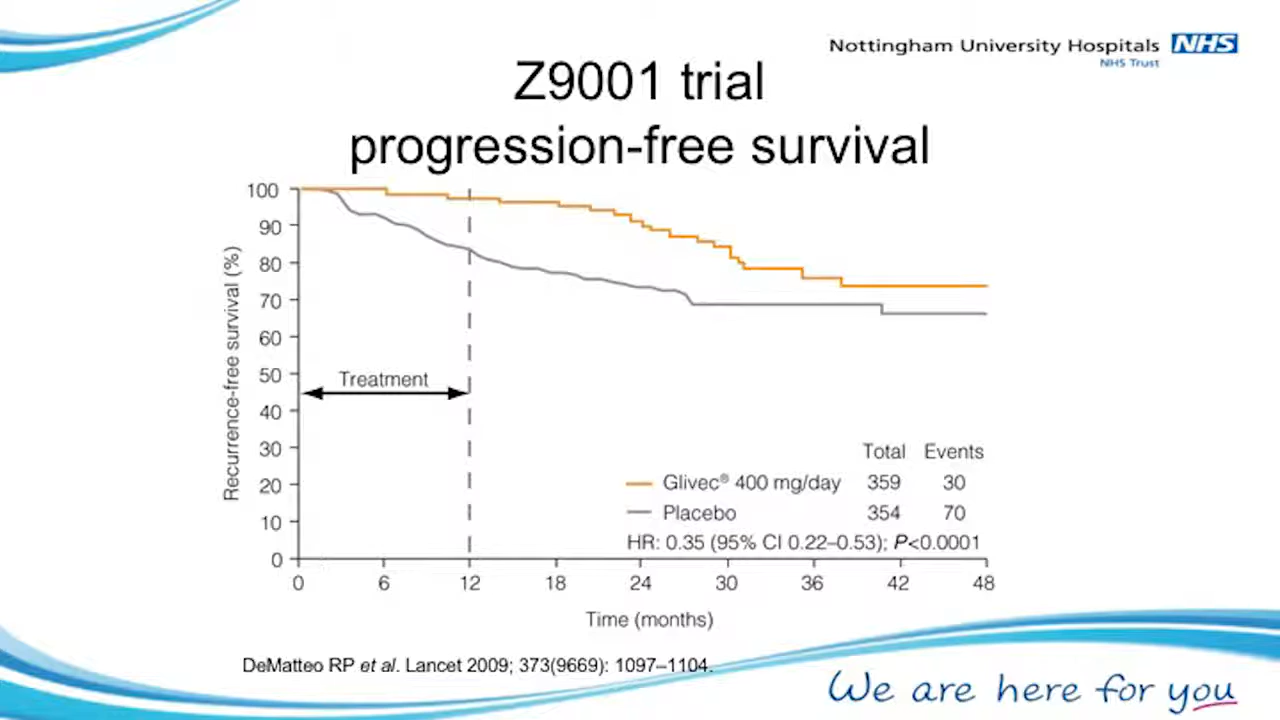 Nottingham University Hospitals NHS
NHS Trust
Z9001 trial
progression-free survival
Recurrence-free survival (%)
100
90
80
70
60
50
40
30
20
10
0
Treatment
Total Events
Glivec® 400 mg/day 359 30
Placebo 354 70
HR: 0.35 (95% CI 0.22–0.53); P<0.0001
0 6 12 18 24 30 36 42 48
Time (months)
DeMatteo RP et al. Lancet 2009; 373(9669): 1097–1104.
We are here for you